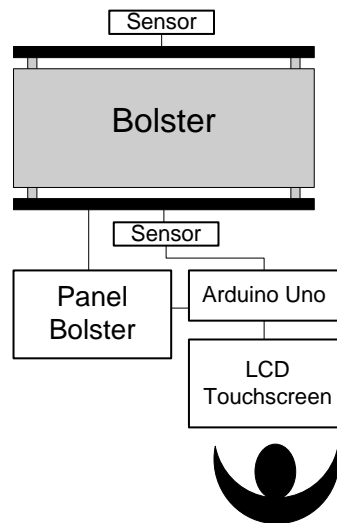 Sensor
Bolster
Sensor
Panel
Bolster
Arduino Uno
LCD
Touchscreen